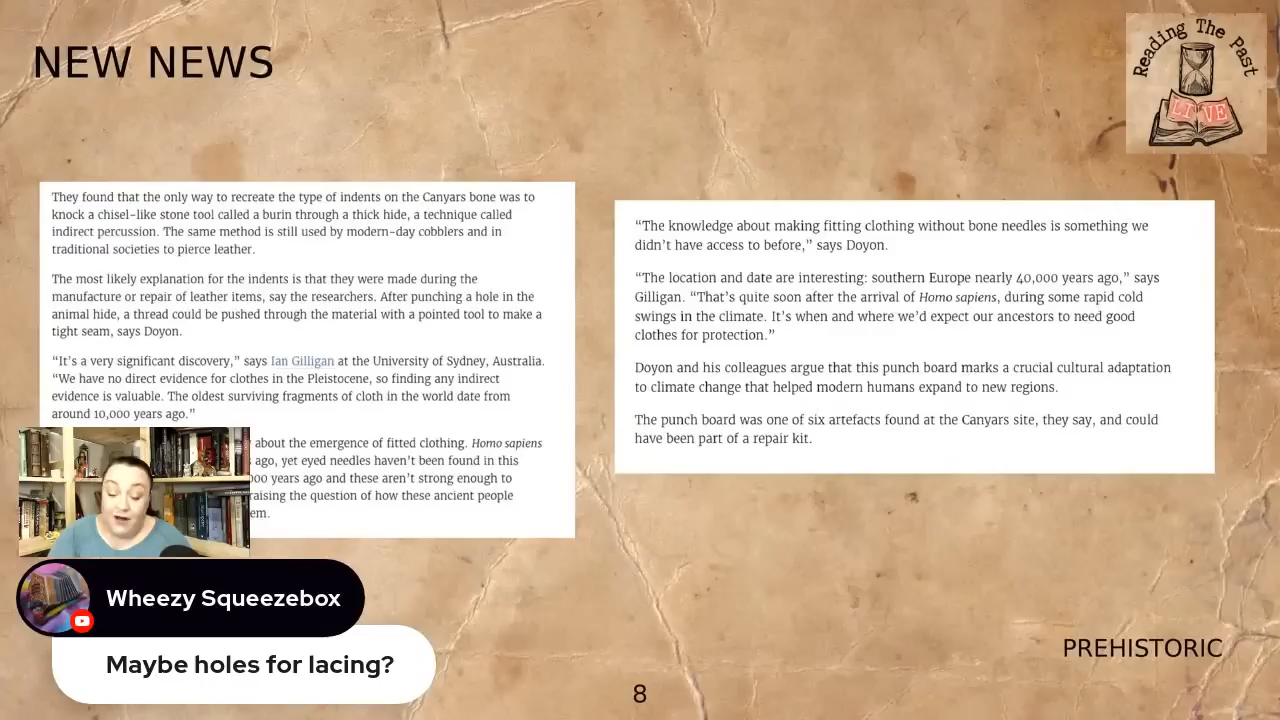 NEW NEWS
Reading The Past
LIVE
They found that the only way to recreate the type of indents on the Canyars bone was to
knock a chisel-like stone tool called a burin through a thick hide, a technique called
indirect percussion. The same method is still used by modern-day cobblers and in
traditional societies to pierce leather.
The most likely explanation for the indents is that they were made during the
manufacture or repair of leather items, say the researchers. After punching a hole in the
animal hide, a thread could be pushed through the material with a pointed tool to make a
tight seam, says Doyon.
“It’s a very significant discovery,” says Ian Gilligan at the University of Sydney, Australia.
“We have no direct evidence for clothes in the Pleistocene, so finding any indirect
evidence is valuable. The oldest surviving fragments of cloth in the world date from
around 10,000 years ago.”
about the emergence of fitted clothing. Homo sapiens
ago, yet eyed needles haven’t been found in this
years ago and these aren’t strong enough to
raising the question of how these ancient people
“The knowledge about making fitting clothing without bone needles is something we
didn’t have access to before,” says Doyon.
“The location and date are interesting: southern Europe nearly 40,000 years ago,” says
Gilligan. “That’s quite soon after the arrival of Homo sapiens, during some rapid cold
swings in the climate. It’s when and where we’d expect our ancestors to need good
clothes for protection.”
Doyon and his colleagues argue that this punch board marks a crucial cultural adaptation
to climate change that helped modern humans expand to new regions.
The punch board was one of six artefacts found at the Canyars site, they say, and could
have been part of a repair kit.
Wheezy Squeezebox
Maybe holes for lacing?
PREHISTORIC
8